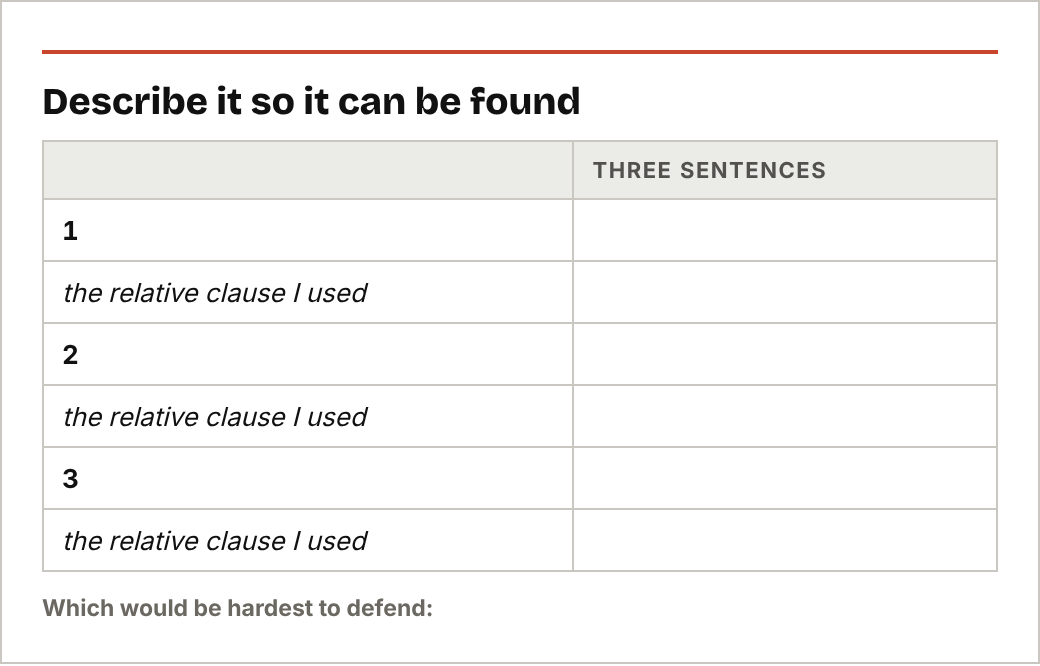 Describe it so it can be found
THREE SENTENCES
1
the relative clause I used
2
the relative clause I used
3
the relative clause I used
Which would be hardest to defend: